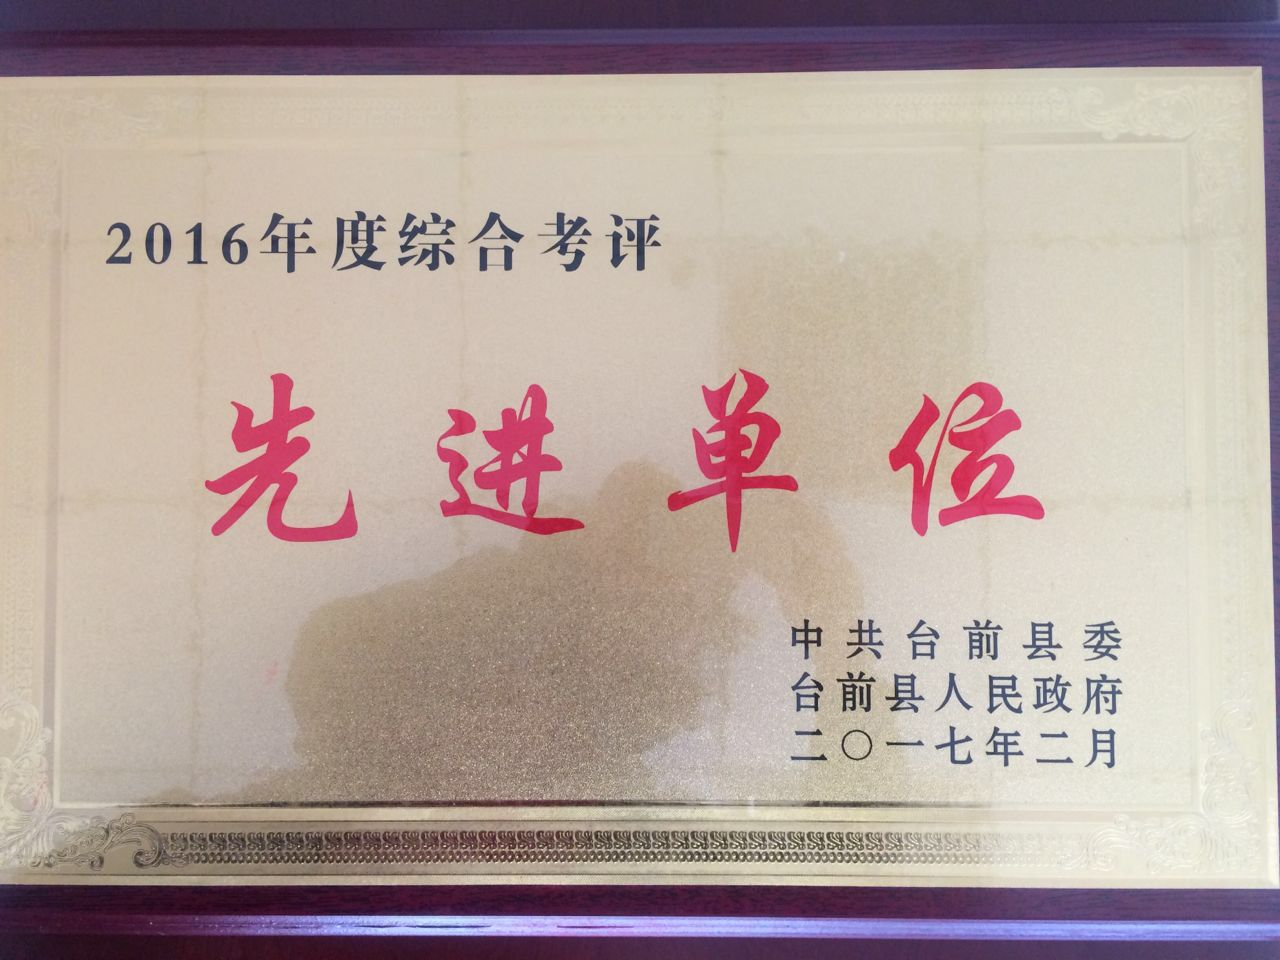 2016年度综合考评
先进单位
中共台前县委
台前县人民政府
二〇一七年二月